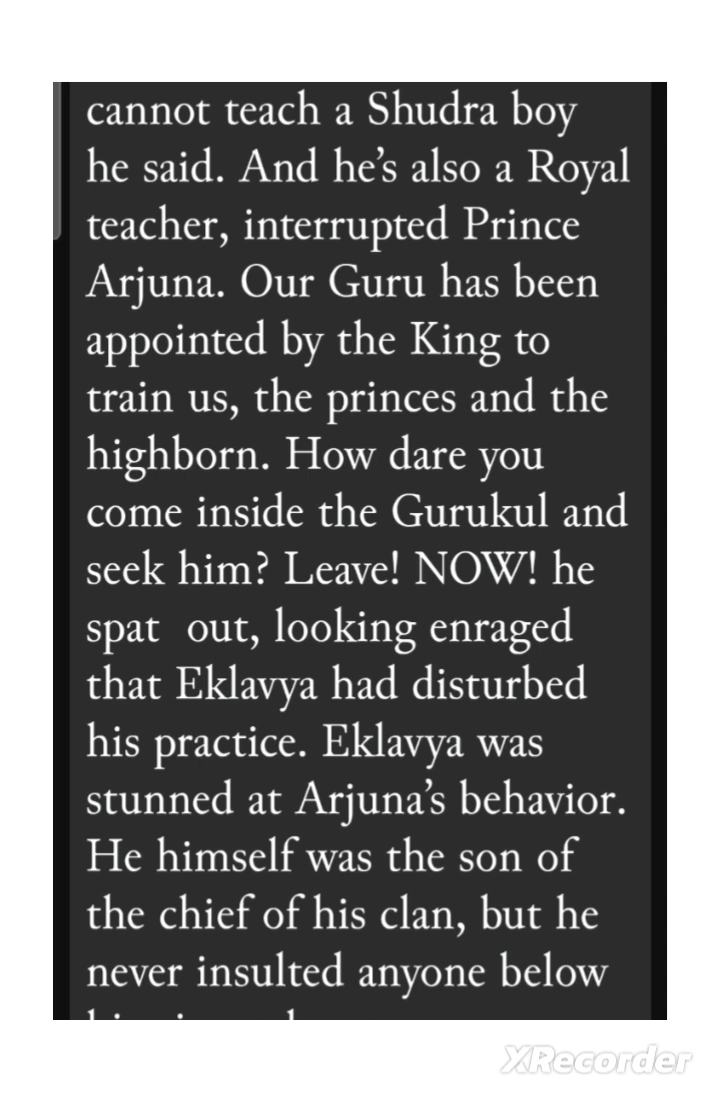 cannot teach a Shudra boy
he said. And he’s also a Royal
teacher, interrupted Prince
Arjuna. Our Guru has been
appointed by the King to
train us, the princes and the
highborn. How dare you
come inside the Gurukul and
seek him? Leave! NOW! he
spat  out, looking enraged
that Eklavya had disturbed
his practice. Eklavya was
stunned at Arjuna’s behavior.
He himself was the son of
the chief of his clan, but he
never insulted anyone below
XRecorder